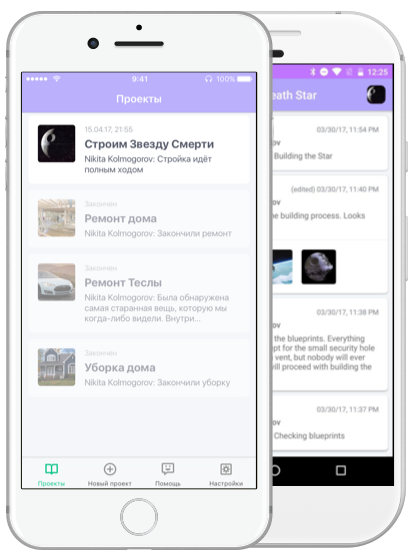 9:41
100%
Проекты
15.04.17, 21:55
Строим Звезду Смерти
Nikita Kolmogorov: Стройка идёт
полным ходом
Закончен
Ремонт дома
Nikita Kolmogorov: Закончили ремонт
Закончен
Ремонт Теслы
Nikita Kolmogorov: Была обнаружена
самая старанная вещь, которую мы
когда-либо видели. Внутри...
Закончен
Уборка дома
Nikita Kolmogorov: Закончили уборку
Проекты
Новый проект
Помощь
Настройки
12:25
eath Star
03/30/17, 11:54 PM
ov
Building the Star
(edited) 03/30/17, 11:40 PM
ov
e building process. Looks
03/30/17, 11:38 PM
ov
the blueprints. Everything
pt for the small security hole
vent, but nobody will ever
ill proceed with building the
03/30/17, 11:37 PM
ov
Checking blueprints